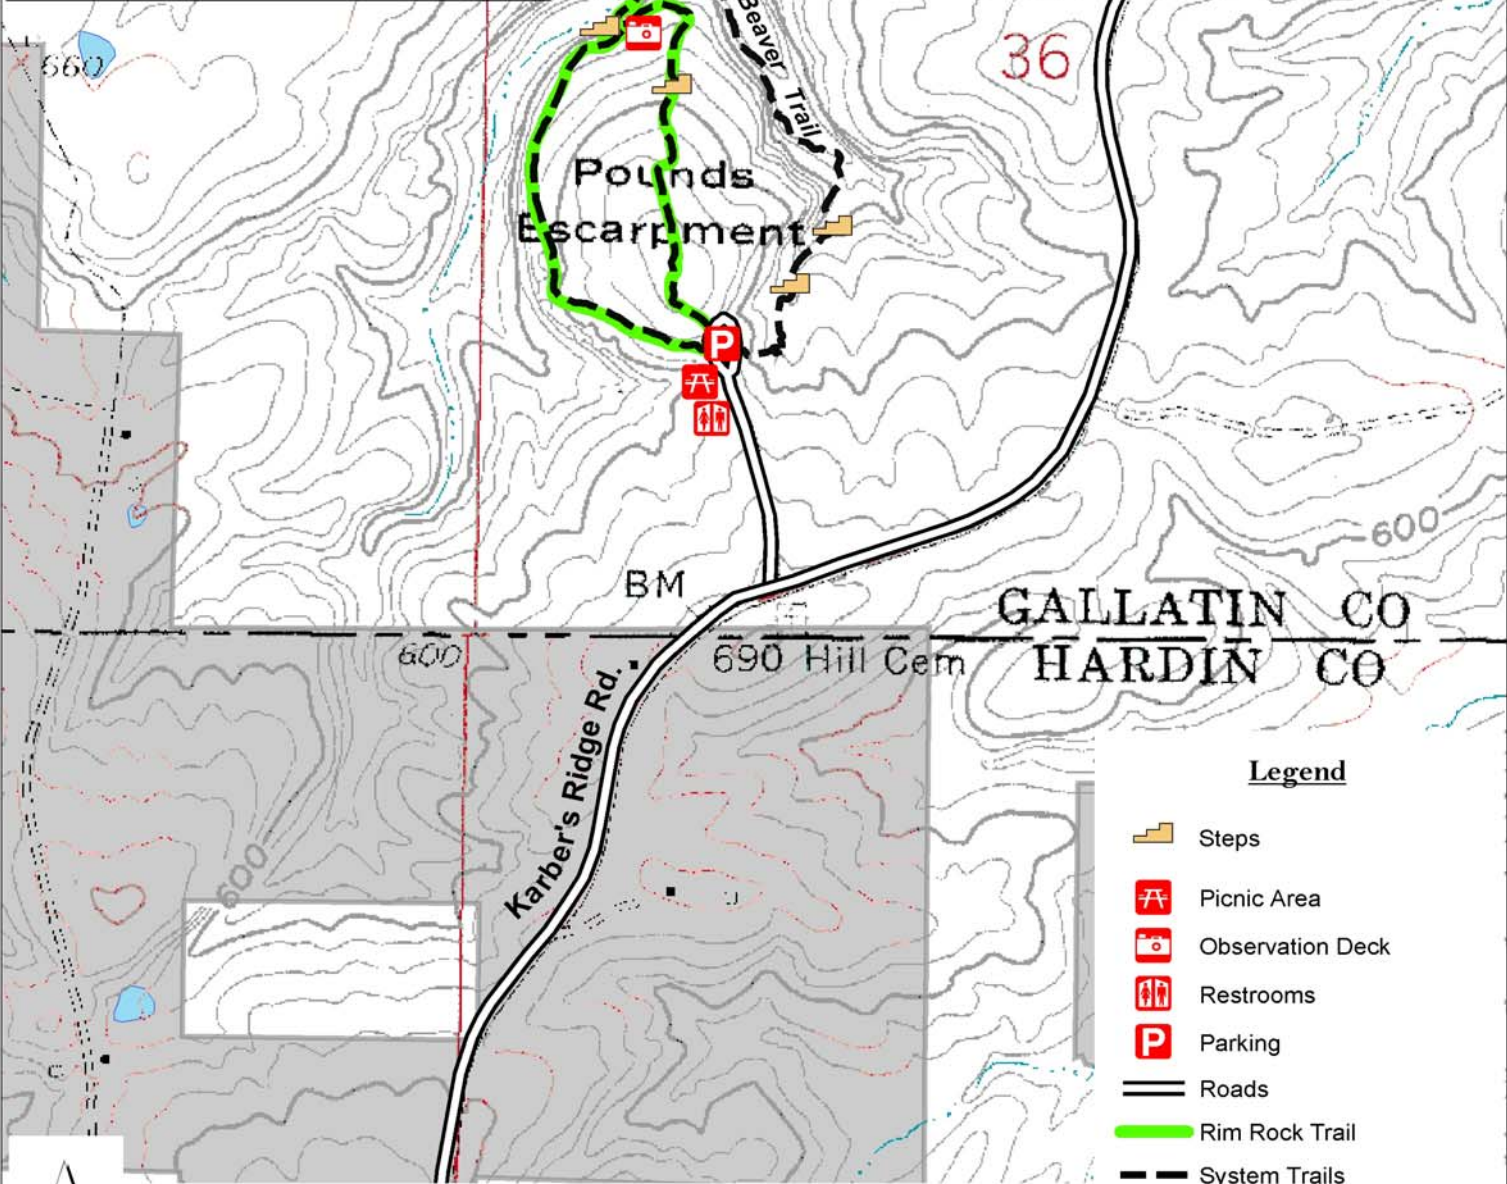 660
36
Beaver Trail
Pounds
Escarpment
P
600
BM
GALLATIN CO
600
690 Hill Cem
HARDIN CO
Karber's Ridge Rd.
600
Legend
Steps
Picnic Area
Observation Deck
Restrooms
P Parking
Roads
Rim Rock Trail
System Trails